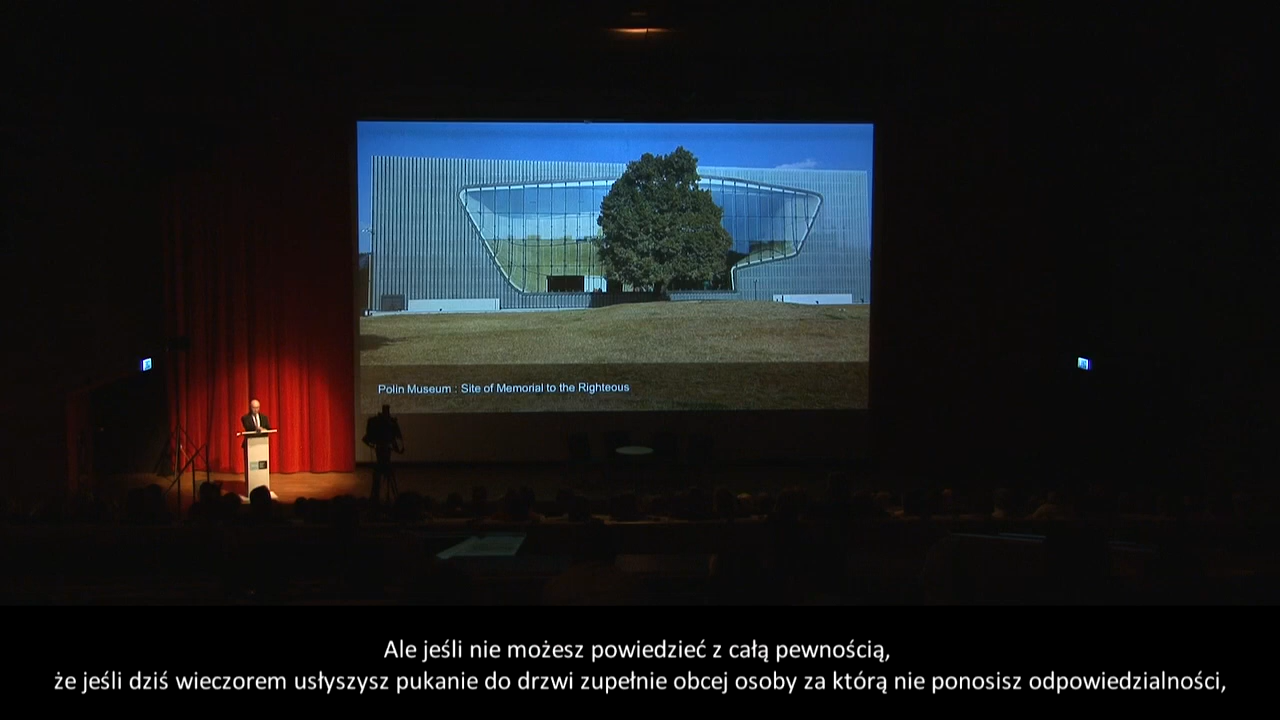 Polin Museum : Site of Memorial to the Righteous
Ale jeśli nie możesz powiedzieć z całą pewnością,
że jeśli dziś wieczorem usłyszysz pukanie do drzwi zupełnie obcej osoby za którą nie ponosisz odpowiedzialności,